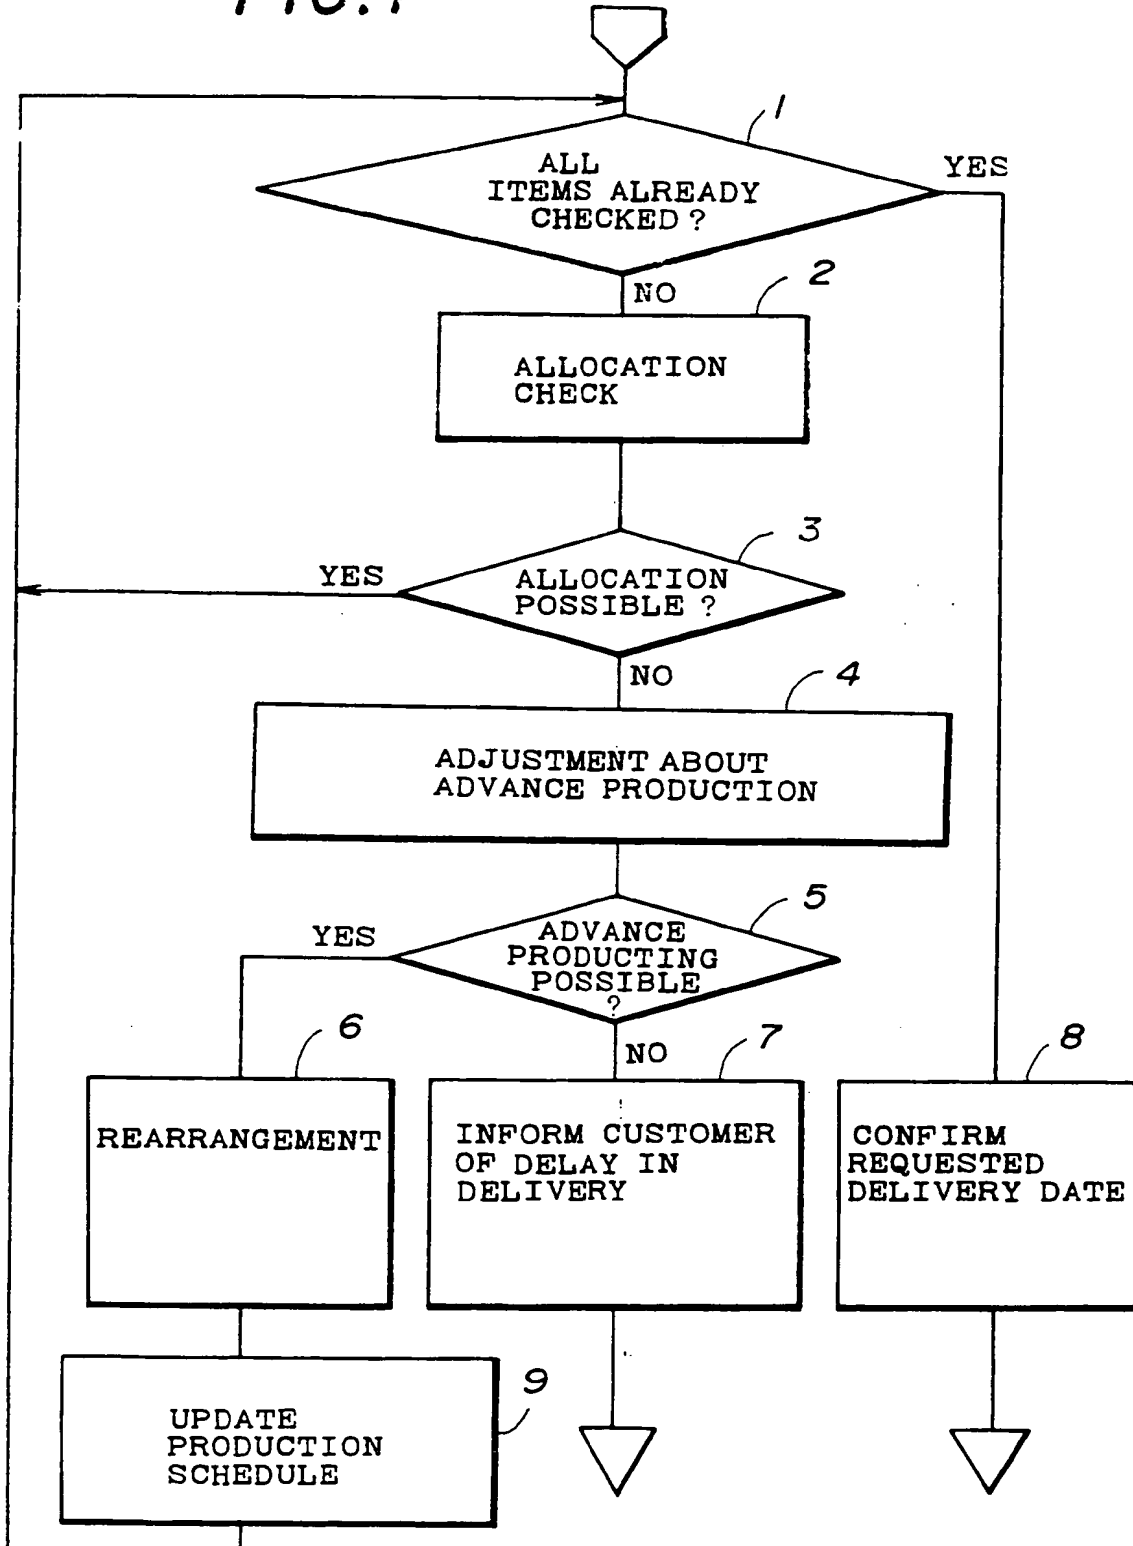 FIG.1
1
ALL
ITEMS ALREADY
CHECKED ?
YES
NO
2
ALLOCATION
CHECK
3
YES
ALLOCATION
POSSIBLE ?
NO
4
ADJUSTMENT ABOUT
ADVANCE PRODUCTION
5
YES
ADVANCE
PRODUCTING
POSSIBLE
?
NO
6
7
8
REARRANGEMENT
INFORM CUSTOMER
OF DELAY IN
DELIVERY
CONFIRM
REQUESTED
DELIVERY DATE
9
UPDATE
PRODUCTION
SCHEDULE